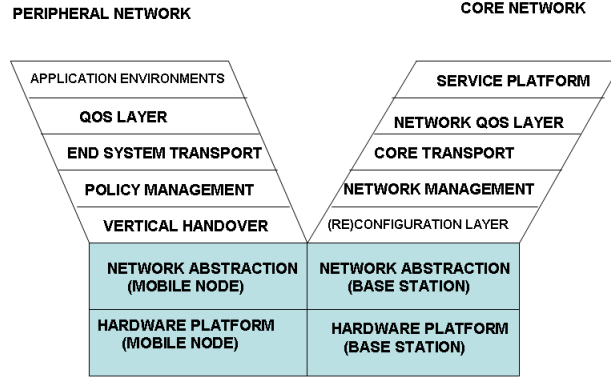 PERIPHERAL NETWORK
CORE NETWORK
APPLICATION ENVIRONMENTS
QOS LAYER
END SYSTEM TRANSPORT
POLICY MANAGEMENT
VERTICAL HANDOVER
SERVICE PLATFORM
NETWORK QOS LAYER
CORE TRANSPORT
NETWORK MANAGEMENT
(RE)CONFIGURATION LAYER
NETWORK ABSTRACTION
(MOBILE NODE)
NETWORK ABSTRACTION
(BASE STATION)
HARDWARE PLATFORM
(MOBILE NODE)
HARDWARE PLATFORM
(BASE STATION)